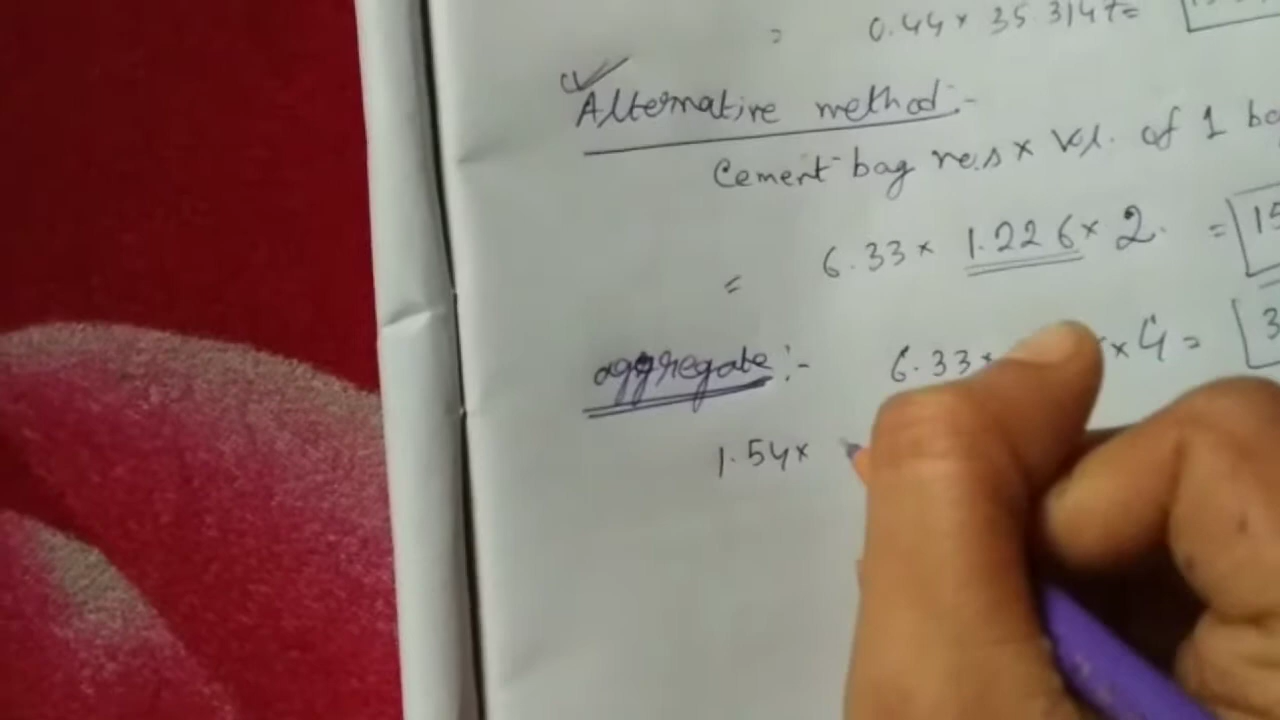 = 0.44 × 35.3147=
Alternative method:-
Cement bag res × Vol. of 1
= 6.33 × 1.226 × 2. =
aggregate:- 6.33× × 4 =
1.54×